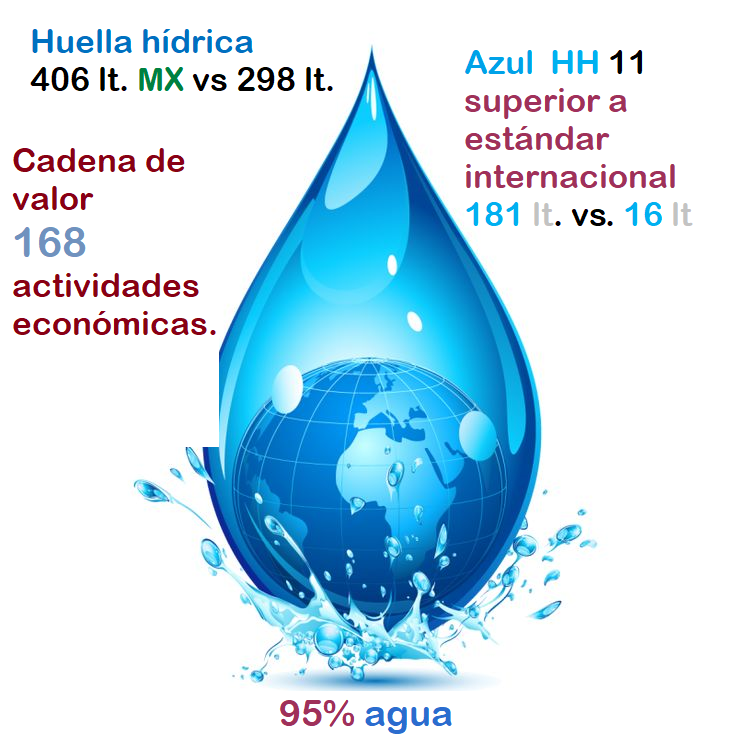 Huella hídrica
406 lt. MX vs 298 lt.
Azul HH 11
superior a
estándar
internacional
181 lt. vs. 16 lt
Cadena de
valor
168
actividades
económicas.
95% agua